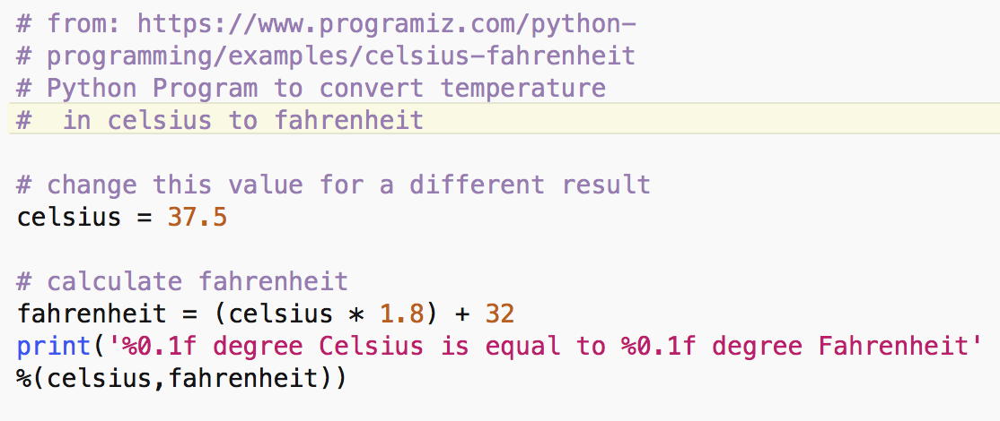 # from: https://www.programiz.com/python-
# programming/examples/celsius-fahrenheit
# Python Program to convert temperature
#  in celsius to fahrenheit
# change this value for a different result
celsius = 37.5
# calculate fahrenheit
fahrenheit = (celsius * 1.8) + 32
print('%0.1f degree Celsius is equal to %0.1f degree Fahrenheit'
%(celsius,fahrenheit))